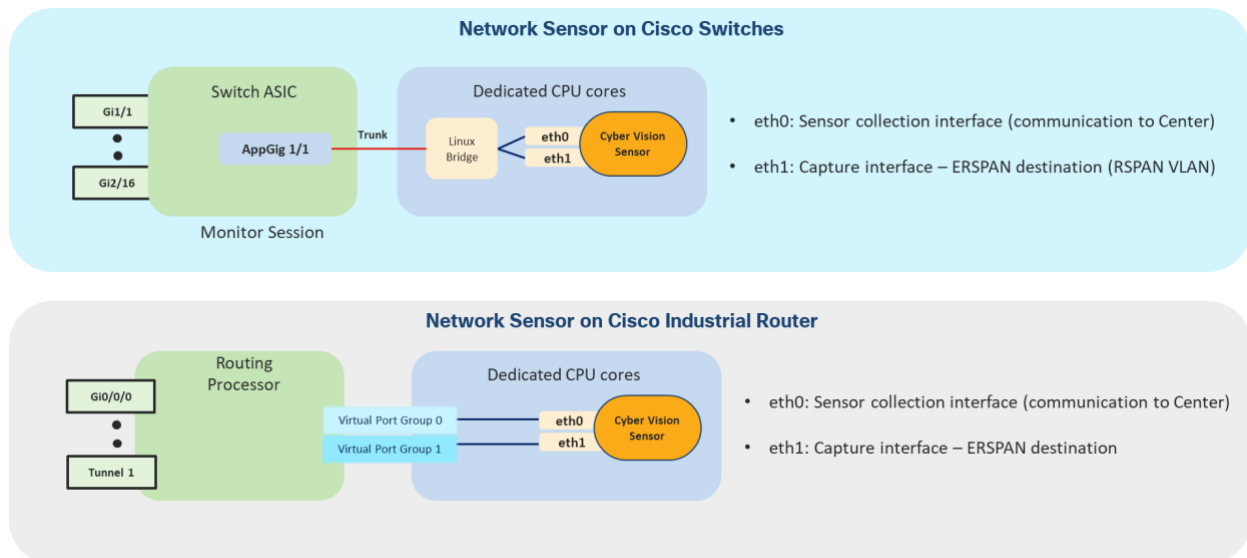 Network Sensor on Cisco Switches
Switch ASIC
Dedicated CPU cores
Gi1/1
AppGig 1/1
Trunk
Linux
Bridge
eth0
eth1
Cyber Vision
Sensor
Gi2/16
Monitor Session
• eth0: Sensor collection interface (communication to Center)
• eth1: Capture interface – ERSPAN destination (RSPAN VLAN)
Network Sensor on Cisco Industrial Router
Routing
Processor
Dedicated CPU cores
Gi0/0/0
Virtual Port Group 0
Virtual Port Group 1
eth0
eth1
Cyber Vision
Sensor
Tunnel 1
• eth0: Sensor collection interface (communication to Center)
• eth1: Capture interface – ERSPAN destination